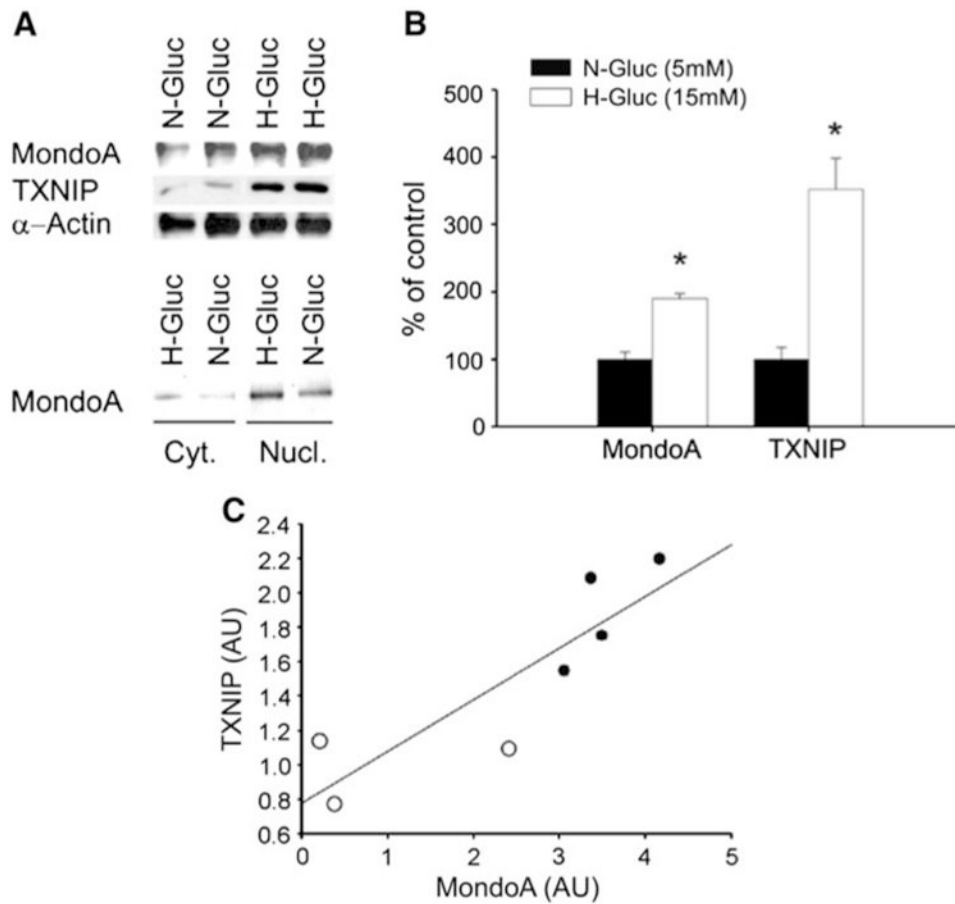 A
N-Gluc N-Gluc H-Gluc H-Gluc
MondoA
TXNIP
α-Actin
H-Gluc N-Gluc H-Gluc N-Gluc
MondoA
Cyt. Nucl.
B
N-Gluc (5mM)
H-Gluc (15mM)
% of control
500
400
300
200
100
0
*
*
MondoA TXNIP
C
TXNIP (AU)
2.4
2.2
2.0
1.8
1.6
1.4
1.2
1.0
0.8
0.6
0 1 2 3 4 5
MondoA (AU)